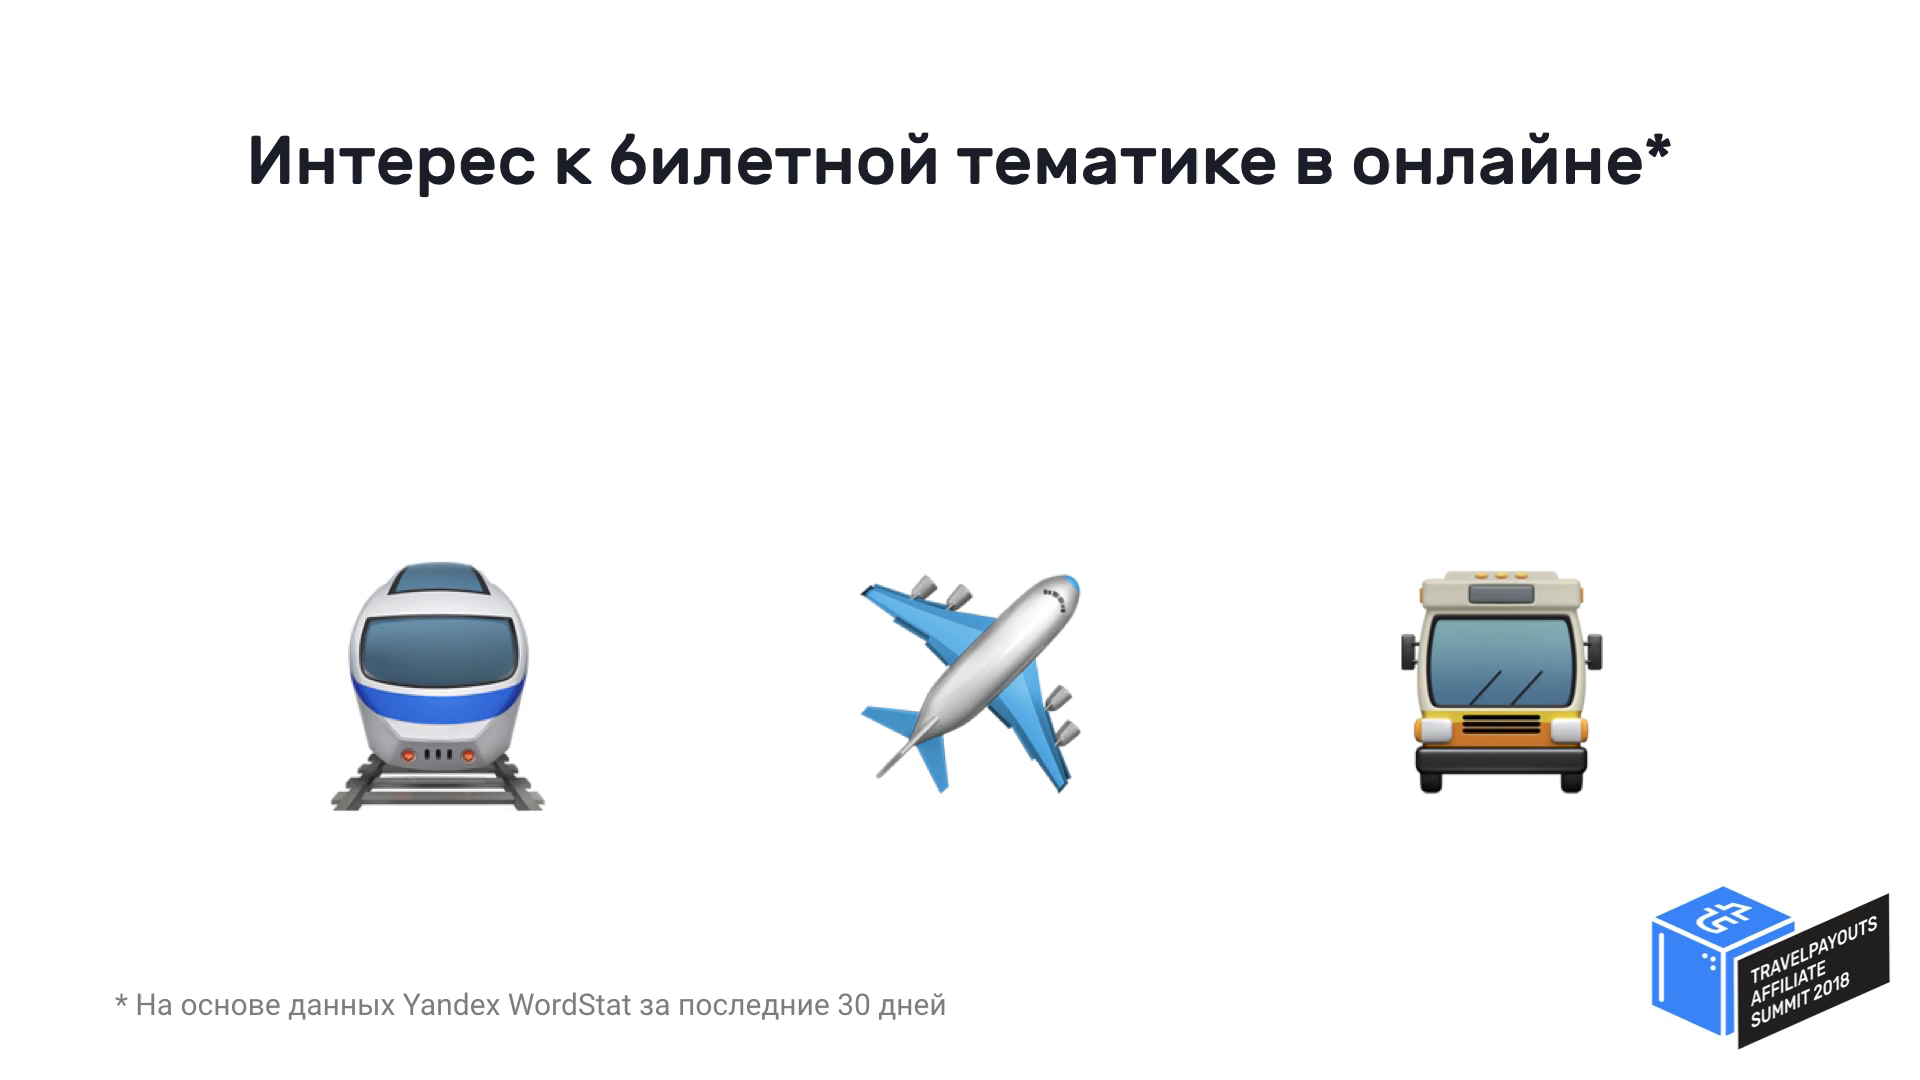 Интерес к билетной тематике в онлайне*
TRAVELPAYOUTS
AFFILIATE
SUMMIT 2018
* На основе данных Yandex WordStat за последние 30 дней